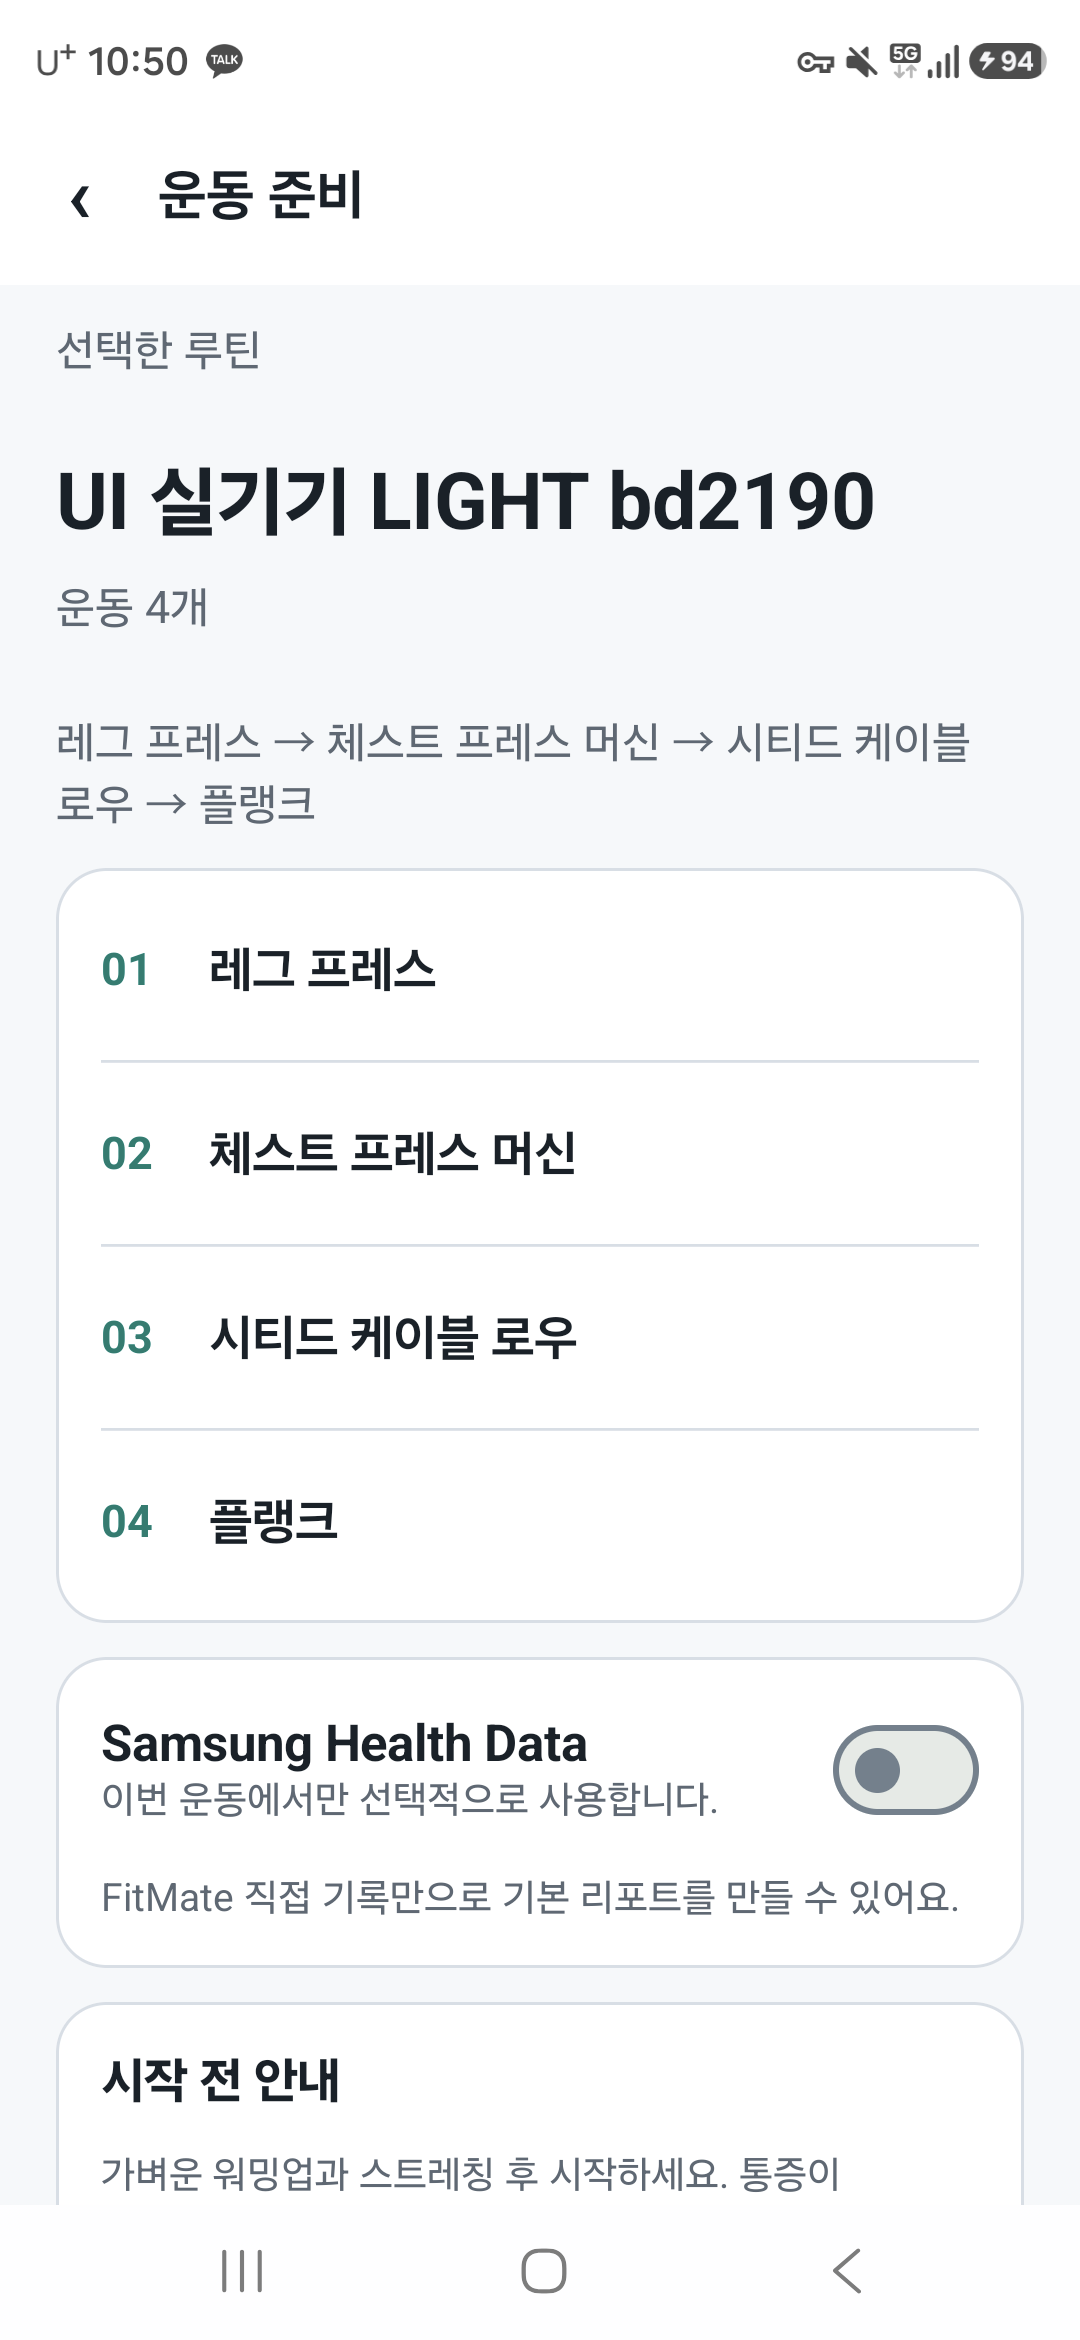 U+ 10:50 TALK 5G 94
운동 준비
선택한 루틴
UI 실기기 LIGHT bd2190
운동 4개
레그 프레스 → 체스트 프레스 머신 → 시티드 케이블
로우 → 플랭크
01 레그 프레스
02 체스트 프레스 머신
03 시티드 케이블 로우
04 플랭크
Samsung Health Data
이번 운동에서만 선택적으로 사용합니다.
FitMate 직접 기록만으로 기본 리포트를 만들 수 있어요.
시작 전 안내
가벼운 워밍업과 스트레칭 후 시작하세요. 통증이